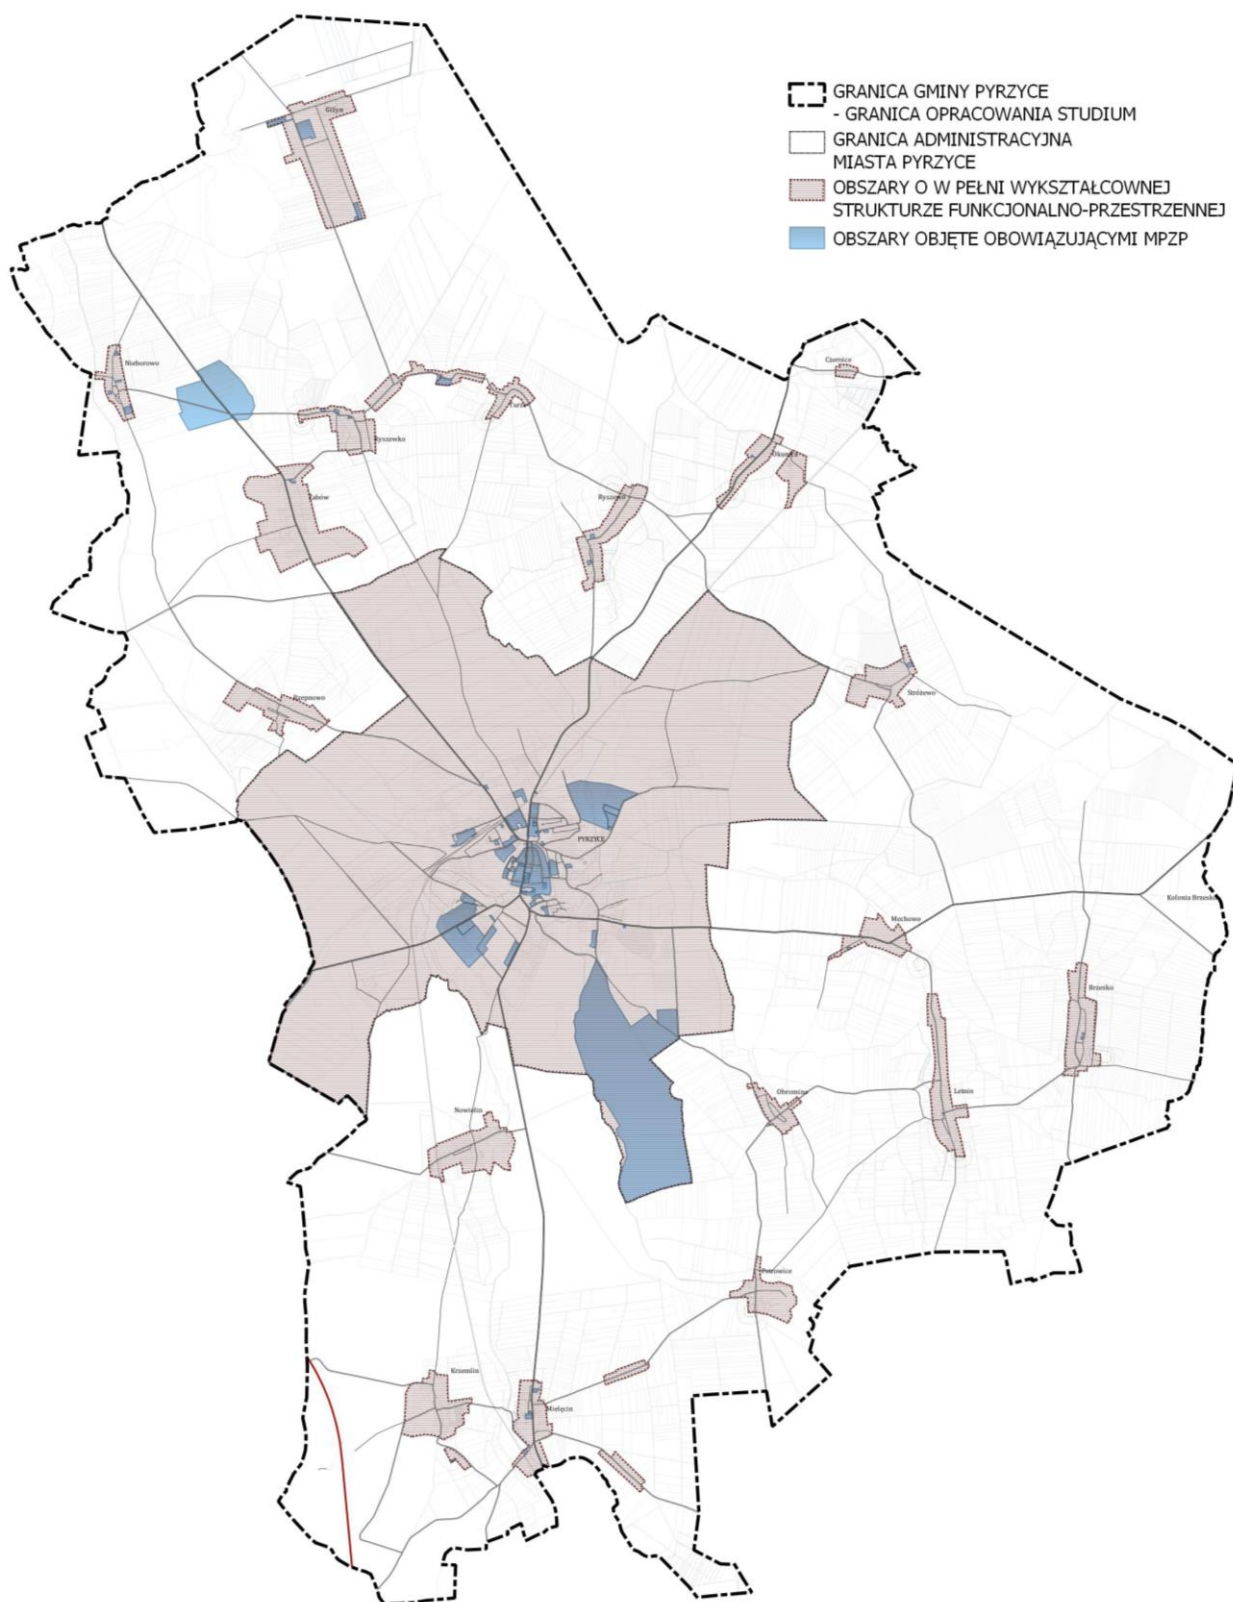 GRANICA GMINY PYRZYCE
- GRANICA OPRACOWANIA STUDIUM
GRANICA ADMINISTRACYJNA
MIASTA PYRZYCE
OBSZARY O W PEŁNI WYKSZTAŁCOWNEJ
STRUKTURZE FUNKCJONALNO-PRZESTRZENNEJ
OBSZARY OBJĘTE OBOWIĄZUJĄCYMI MPZP
Giżyn
Czernice
Nieborowo
Ryszewko
Żabów
Ryszewo
Stróżewo
Rzepnowo
PYRZYCE
Kolonia Brzesko
Mechowo
Brzesko
Obromino
Letnin
Nowielin
Pstrowice
Krzemlin
Mielęcin